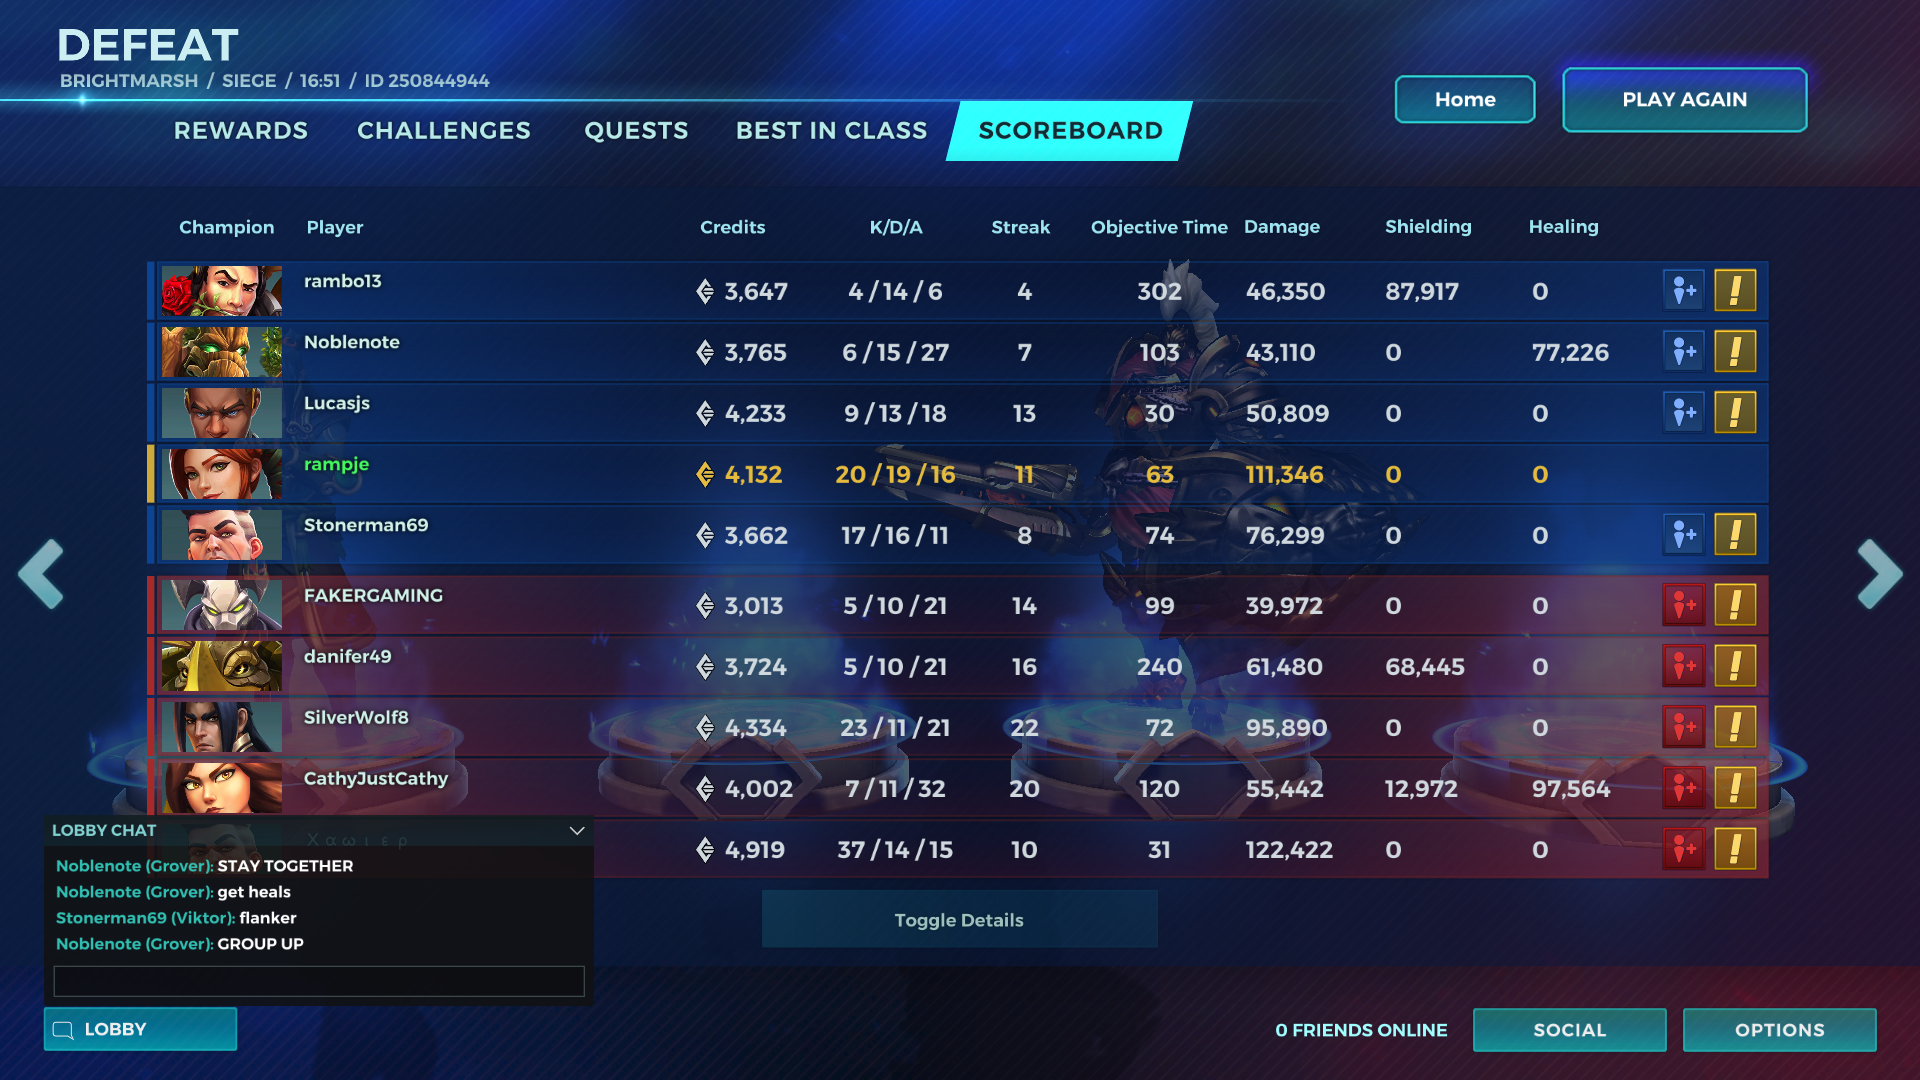 DEFEAT
BRIGHTMARSH / SIEGE / 16:51 / ID 250844944
Home
PLAY AGAIN
REWARDS CHALLENGES QUESTS BEST IN CLASS SCOREBOARD
Champion Player Credits K/D/A Streak Objective Time Damage Shielding Healing
rambo13 3,647 4 / 14 / 6 4 302 46,350 87,917 0
Noblenote 3,765 6 / 15 / 27 7 103 43,110 0 77,226
Lucasjs 4,233 9 / 13 / 18 13 30 50,809 0 0
rampje 4,132 20 / 19 / 16 11 63 111,346 0 0
Stonerman69 3,662 17 / 16 / 11 8 74 76,299 0 0
FAKERGAMING 3,013 5 / 10 / 21 14 99 39,972 0 0
danifer49 3,724 5 / 10 / 21 16 240 61,480 68,445 0
SilverWolf8 4,334 23 / 11 / 21 22 72 95,890 0 0
CathyJustCathy 4,002 7 / 11 / 32 20 120 55,442 12,972 97,564
Χαωιερ 4,919 37 / 14 / 15 10 31 122,422 0 0
LOBBY CHAT
Noblenote (Grover): STAY TOGETHER
Noblenote (Grover): get heals
Stonerman69 (Viktor): flanker
Noblenote (Grover): GROUP UP
Toggle Details
LOBBY
0 FRIENDS ONLINE
SOCIAL
OPTIONS